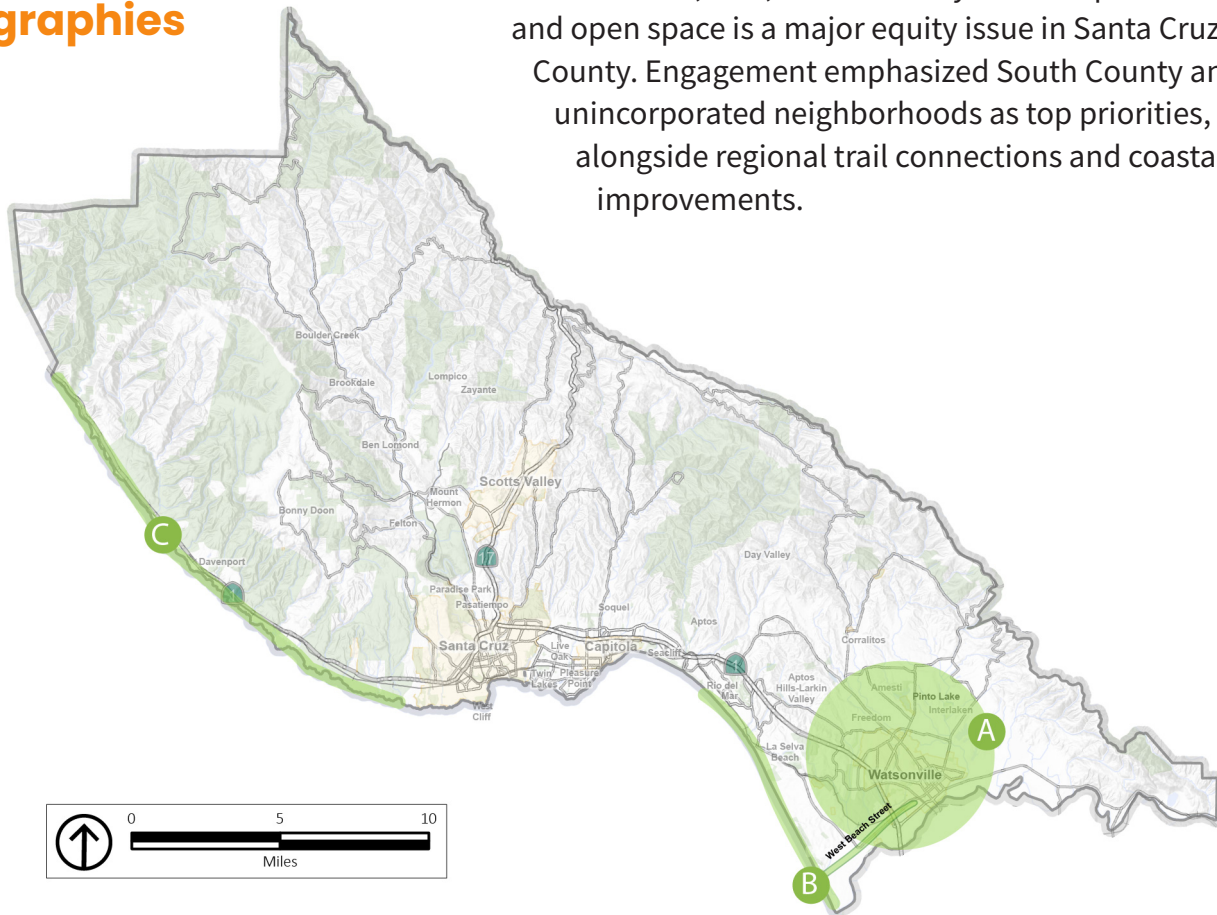 graphies
and open space is a major equity issue in Santa Cruz
County. Engagement emphasized South County an
unincorporated neighborhoods as top priorities,
alongside regional trail connections and coasta
improvements.
Boulder Creek
Brookdale
Lompico
Zayante
Ben Lomond
Scotts Valley
Mount
Hermon
Bonny Doon
Felton
C
17
Davenport
1
Day Valley
Paradise Park
Pasatiempo
Soquel
Aptos
Corralitos
Santa Cruz
Live
Oak
Capitola
Seacliff
1
Twin
Lakes
Pleasure
Point
Rio del
Mar
Aptos
Hills-Larkin
Valley
Amesti
Pinto Lake
Interlaken
West
Cliff
Freedom
A
La Selva
Beach
Watsonville
West Beach Street
B
0 5 10
Miles